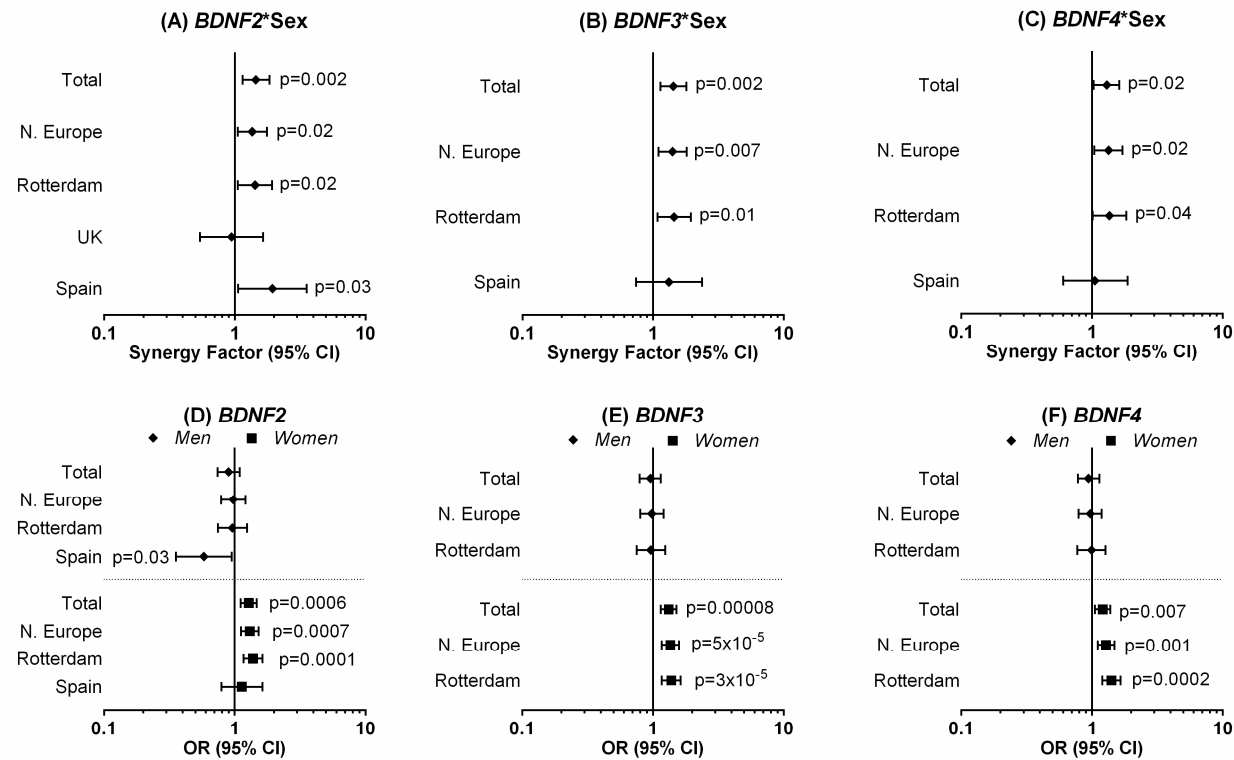 (A) BDNF2*Sex
Total
p=0.002
N. Europe
p=0.02
Rotterdam
p=0.02
UK
Spain
p=0.03
0.1 1 10
Synergy Factor (95% CI)
(B) BDNF3*Sex
Total
p=0.002
N. Europe
p=0.007
Rotterdam
p=0.01
Spain
0.1 1 10
Synergy Factor (95% CI)
(C) BDNF4*Sex
Total
p=0.02
N. Europe
p=0.02
Rotterdam
p=0.04
Spain
0.1 1 10
Synergy Factor (95% CI)
(D) BDNF2
Men Women
Total
N. Europe
Rotterdam
Spain p=0.03
Total
p=0.0006
N. Europe
p=0.0007
Rotterdam
p=0.0001
Spain
0.1 1 10
OR (95% CI)
(E) BDNF3
Men Women
Total
N. Europe
Rotterdam
Total
p=0.00008
N. Europe
p=5x10⁻⁵
Rotterdam
p=3x10⁻⁵
0.1 1 10
OR (95% CI)
(F) BDNF4
Men Women
Total
N. Europe
Rotterdam
Total
p=0.007
N. Europe
p=0.001
Rotterdam
p=0.0002
0.1 1 10
OR (95% CI)